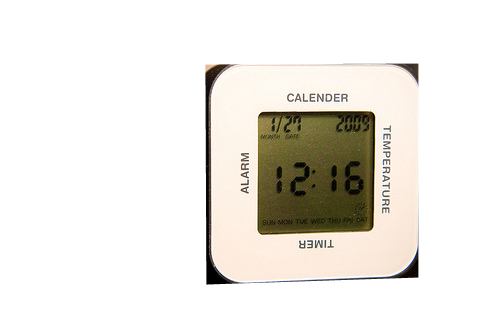 CALENDER
1/27 2009
MONTH DATE
ALARM
12:16
TEMPERATURE
SUN MON TUE WED THU FRI SAT
TIMER